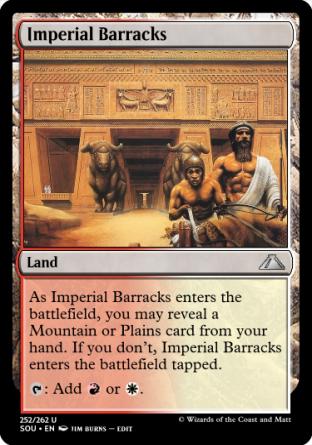 Imperial Barracks
Land
As Imperial Barracks enters the
battlefield, you may reveal a
Mountain or Plains card from your
hand. If you don't, Imperial Barracks
enters the battlefield tapped.
: Add or .
252/262 U
SOU • EN JIM BURNS — EDIT
© Wizards of the Coast and Matt